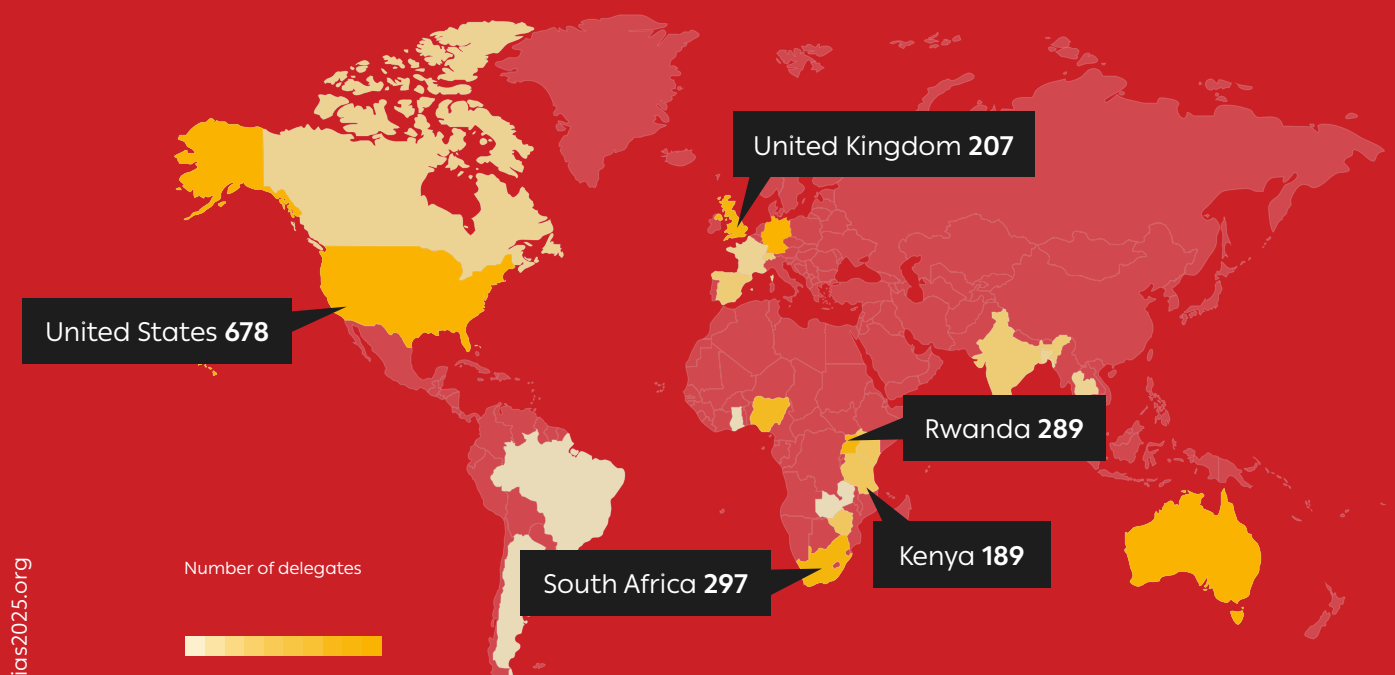 United Kingdom 207
United States 678
Rwanda 289
Kenya 189
South Africa 297
Number of delegates
ias2025.org